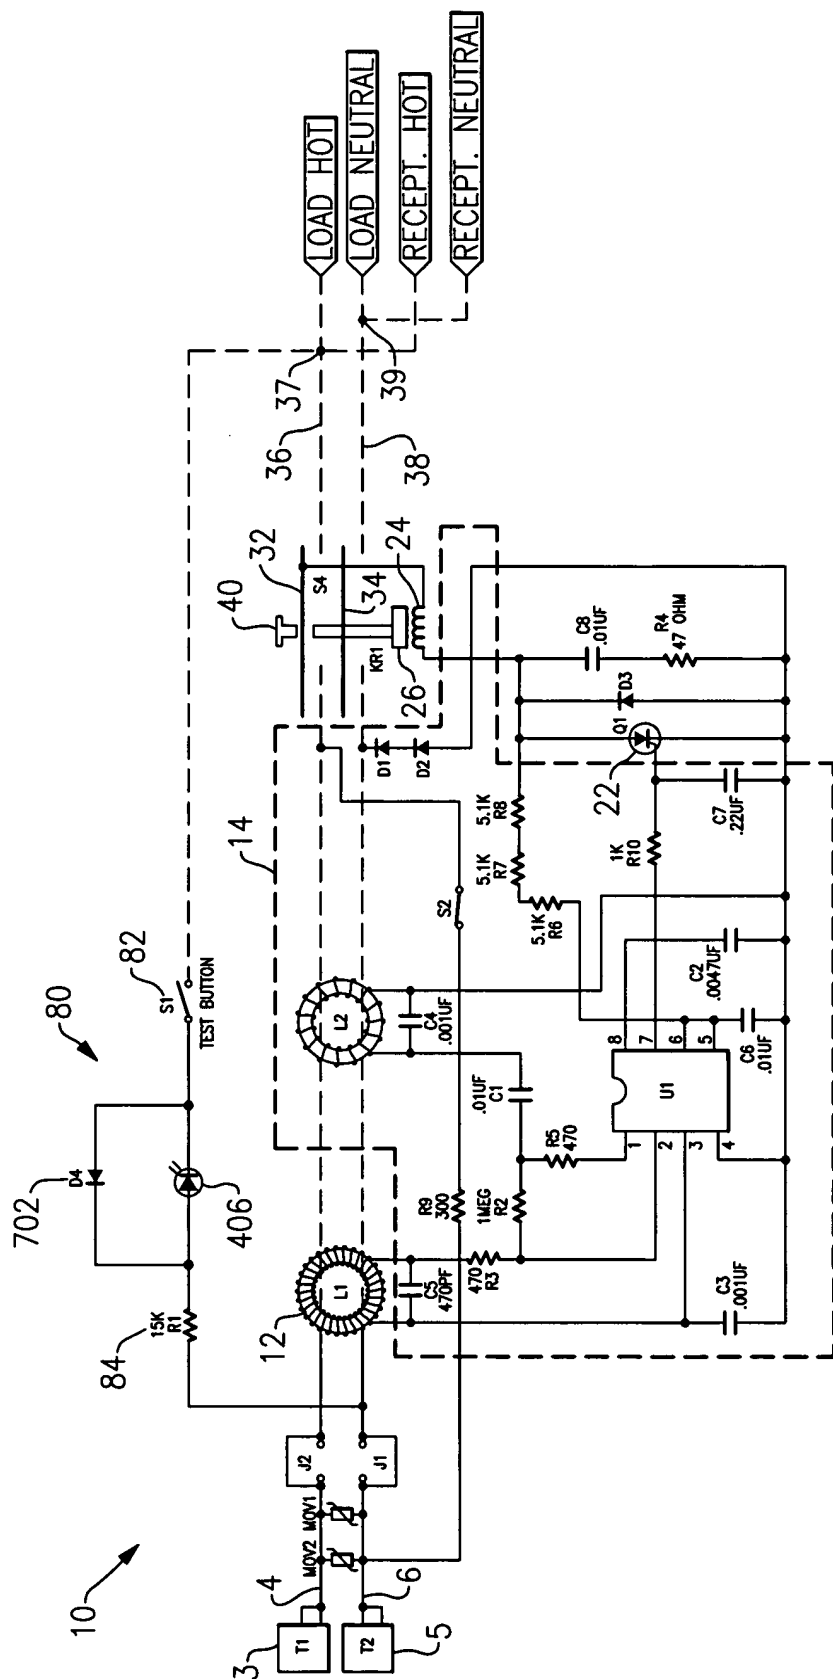 10
80
702
D4
406
84
15K
R1
82
S1
TEST BUTTON
3
T1
4
T2
5
6
MOV2
MOV1
J2
J1
12
L1
L2
14
40
32
S4
34
KR1
26
24
36
37
38
39
LOAD HOT
LOAD NEUTRAL
RECEPT. HOT
RECEPT. NEUTRAL
D1
D2
S2
R9
300
C5
470PF
C4
.001UF
470
R3
1MEG
R2
.01UF
C1
R5
470
5.1K
R6
5.1K
R7
5.1K
R8
C8
.01UF
R4
47 OHM
D3
Q1
22
1K
R10
C7
.22UF
C2
.0047UF
C6
.01UF
C3
.001UF
U1
1
2
3
4
8
7
6
5